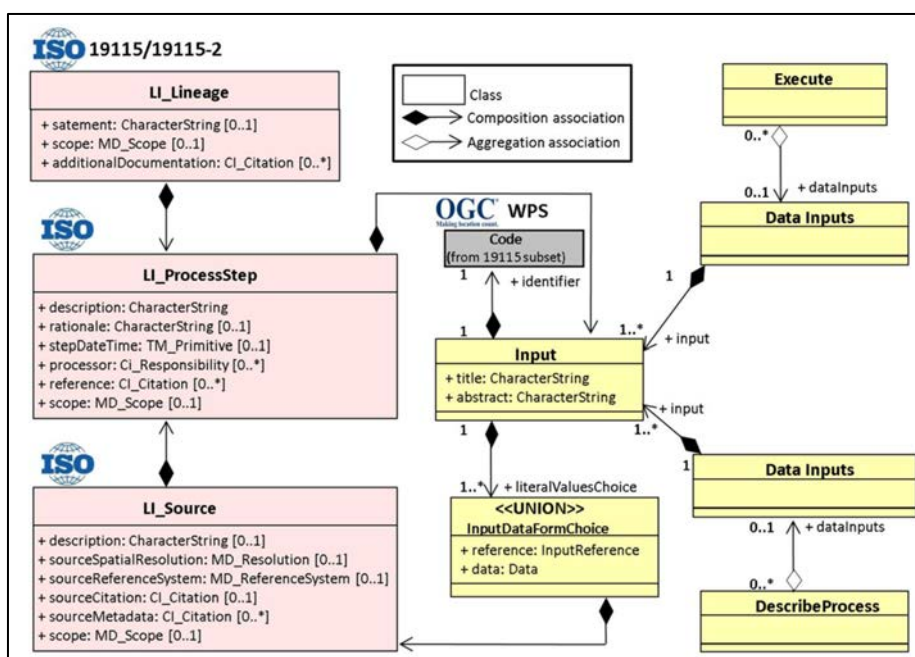 ISO 19115/19115-2
LI_Lineage
+ satement: CharacterString [0..1]
+ scope: MD_Scope [0..1]
+ additionalDocumentation: CI_Citation [0..*]
Class
Composition association
Aggregation association
Execute
0..*
0..1
+ dataInputs
Data Inputs
1
1..*
+ input
ISO
LI_ProcessStep
+ description: CharacterString
+ rationale: CharacterString [0..1]
+ stepDateTime: TM_Primitive [0..1]
+ processor: Ci_Responsibility [0..*]
+ reference: CI_Citation [0..*]
+ scope: MD_Scope [0..1]
OGC® WPS
Making location count.
Code
(from 19115 subset)
1
+ identifier
1
Input
+ title: CharacterString
+ abstract: CharacterString
1
1..*
+ literalValuesChoice
+ input
1..*
1
Data Inputs
0..1
+ dataInputs
0..*
DescribeProcess
ISO
LI_Source
+ description: CharacterString [0..1]
+ sourceSpatialResolution: MD_Resolution [0..1]
+ sourceReferenceSystem: MD_ReferenceSystem [0..1]
+ sourceCitation: CI_Citation [0..1]
+ sourceMetadata: CI_Citation [0..*]
+ scope: MD_Scope [0..1]
<<UNION>>
InputDataFormChoice
+ reference: InputReference
+ data: Data